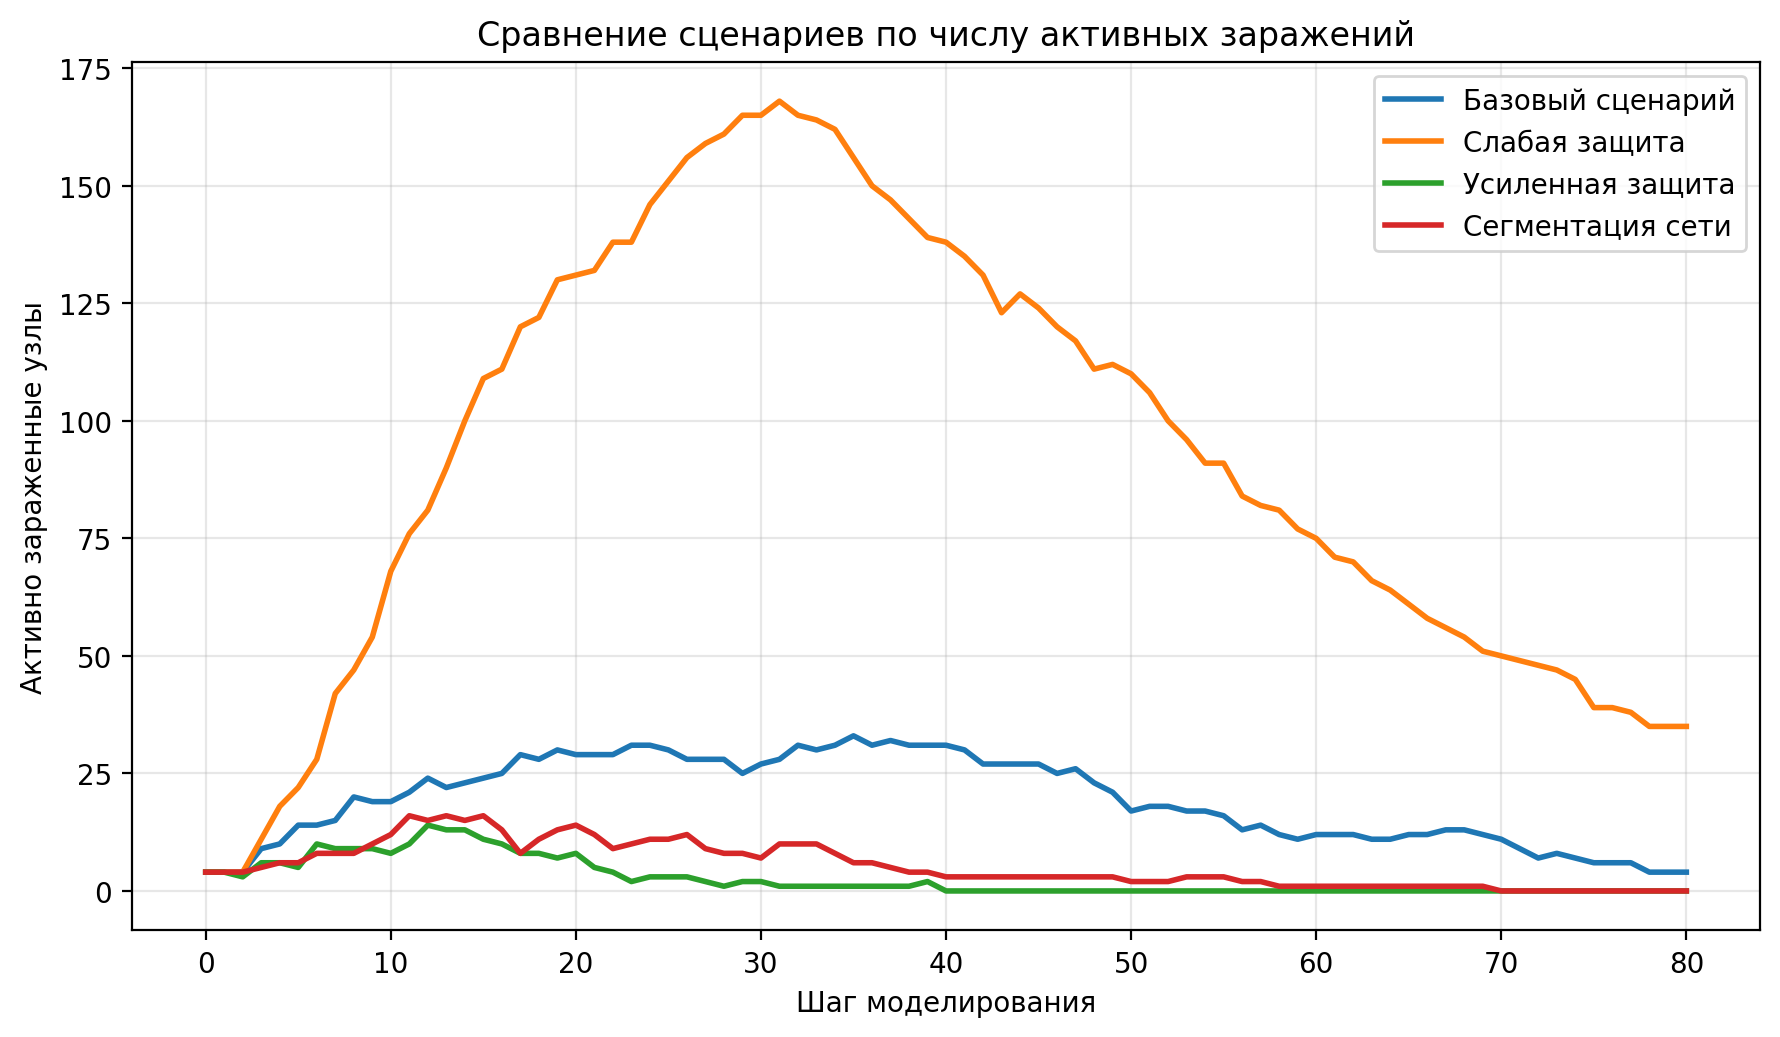 Сравнение сценариев по числу активных заражений
175
150
125
100
75
50
25
0
Активно зараженные узлы
Базовый сценарий
Слабая защита
Усиленная защита
Сегментация сети
0 10 20 30 40 50 60 70 80
Шаг моделирования